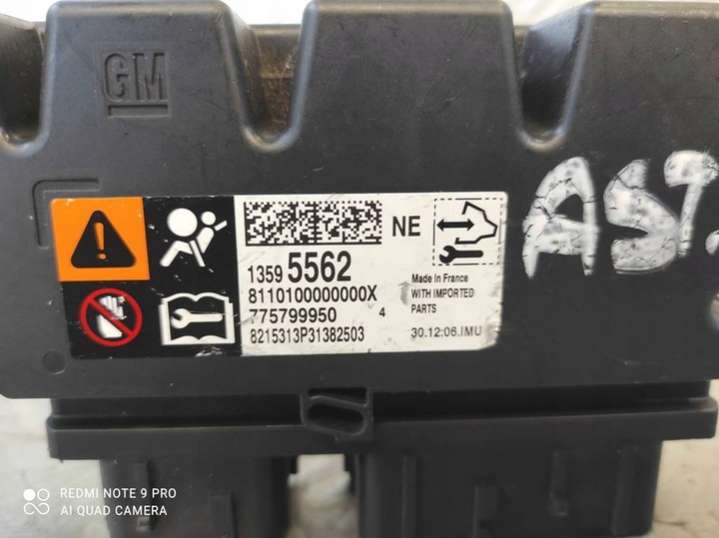 GM
NE
1359 5562
8110100000000X
775799950 4
8215313P31382503
Made in France
WITH IMPORTED
PARTS
30.12:06.IMU
REDMI NOTE 9 PRO
AI QUAD CAMERA